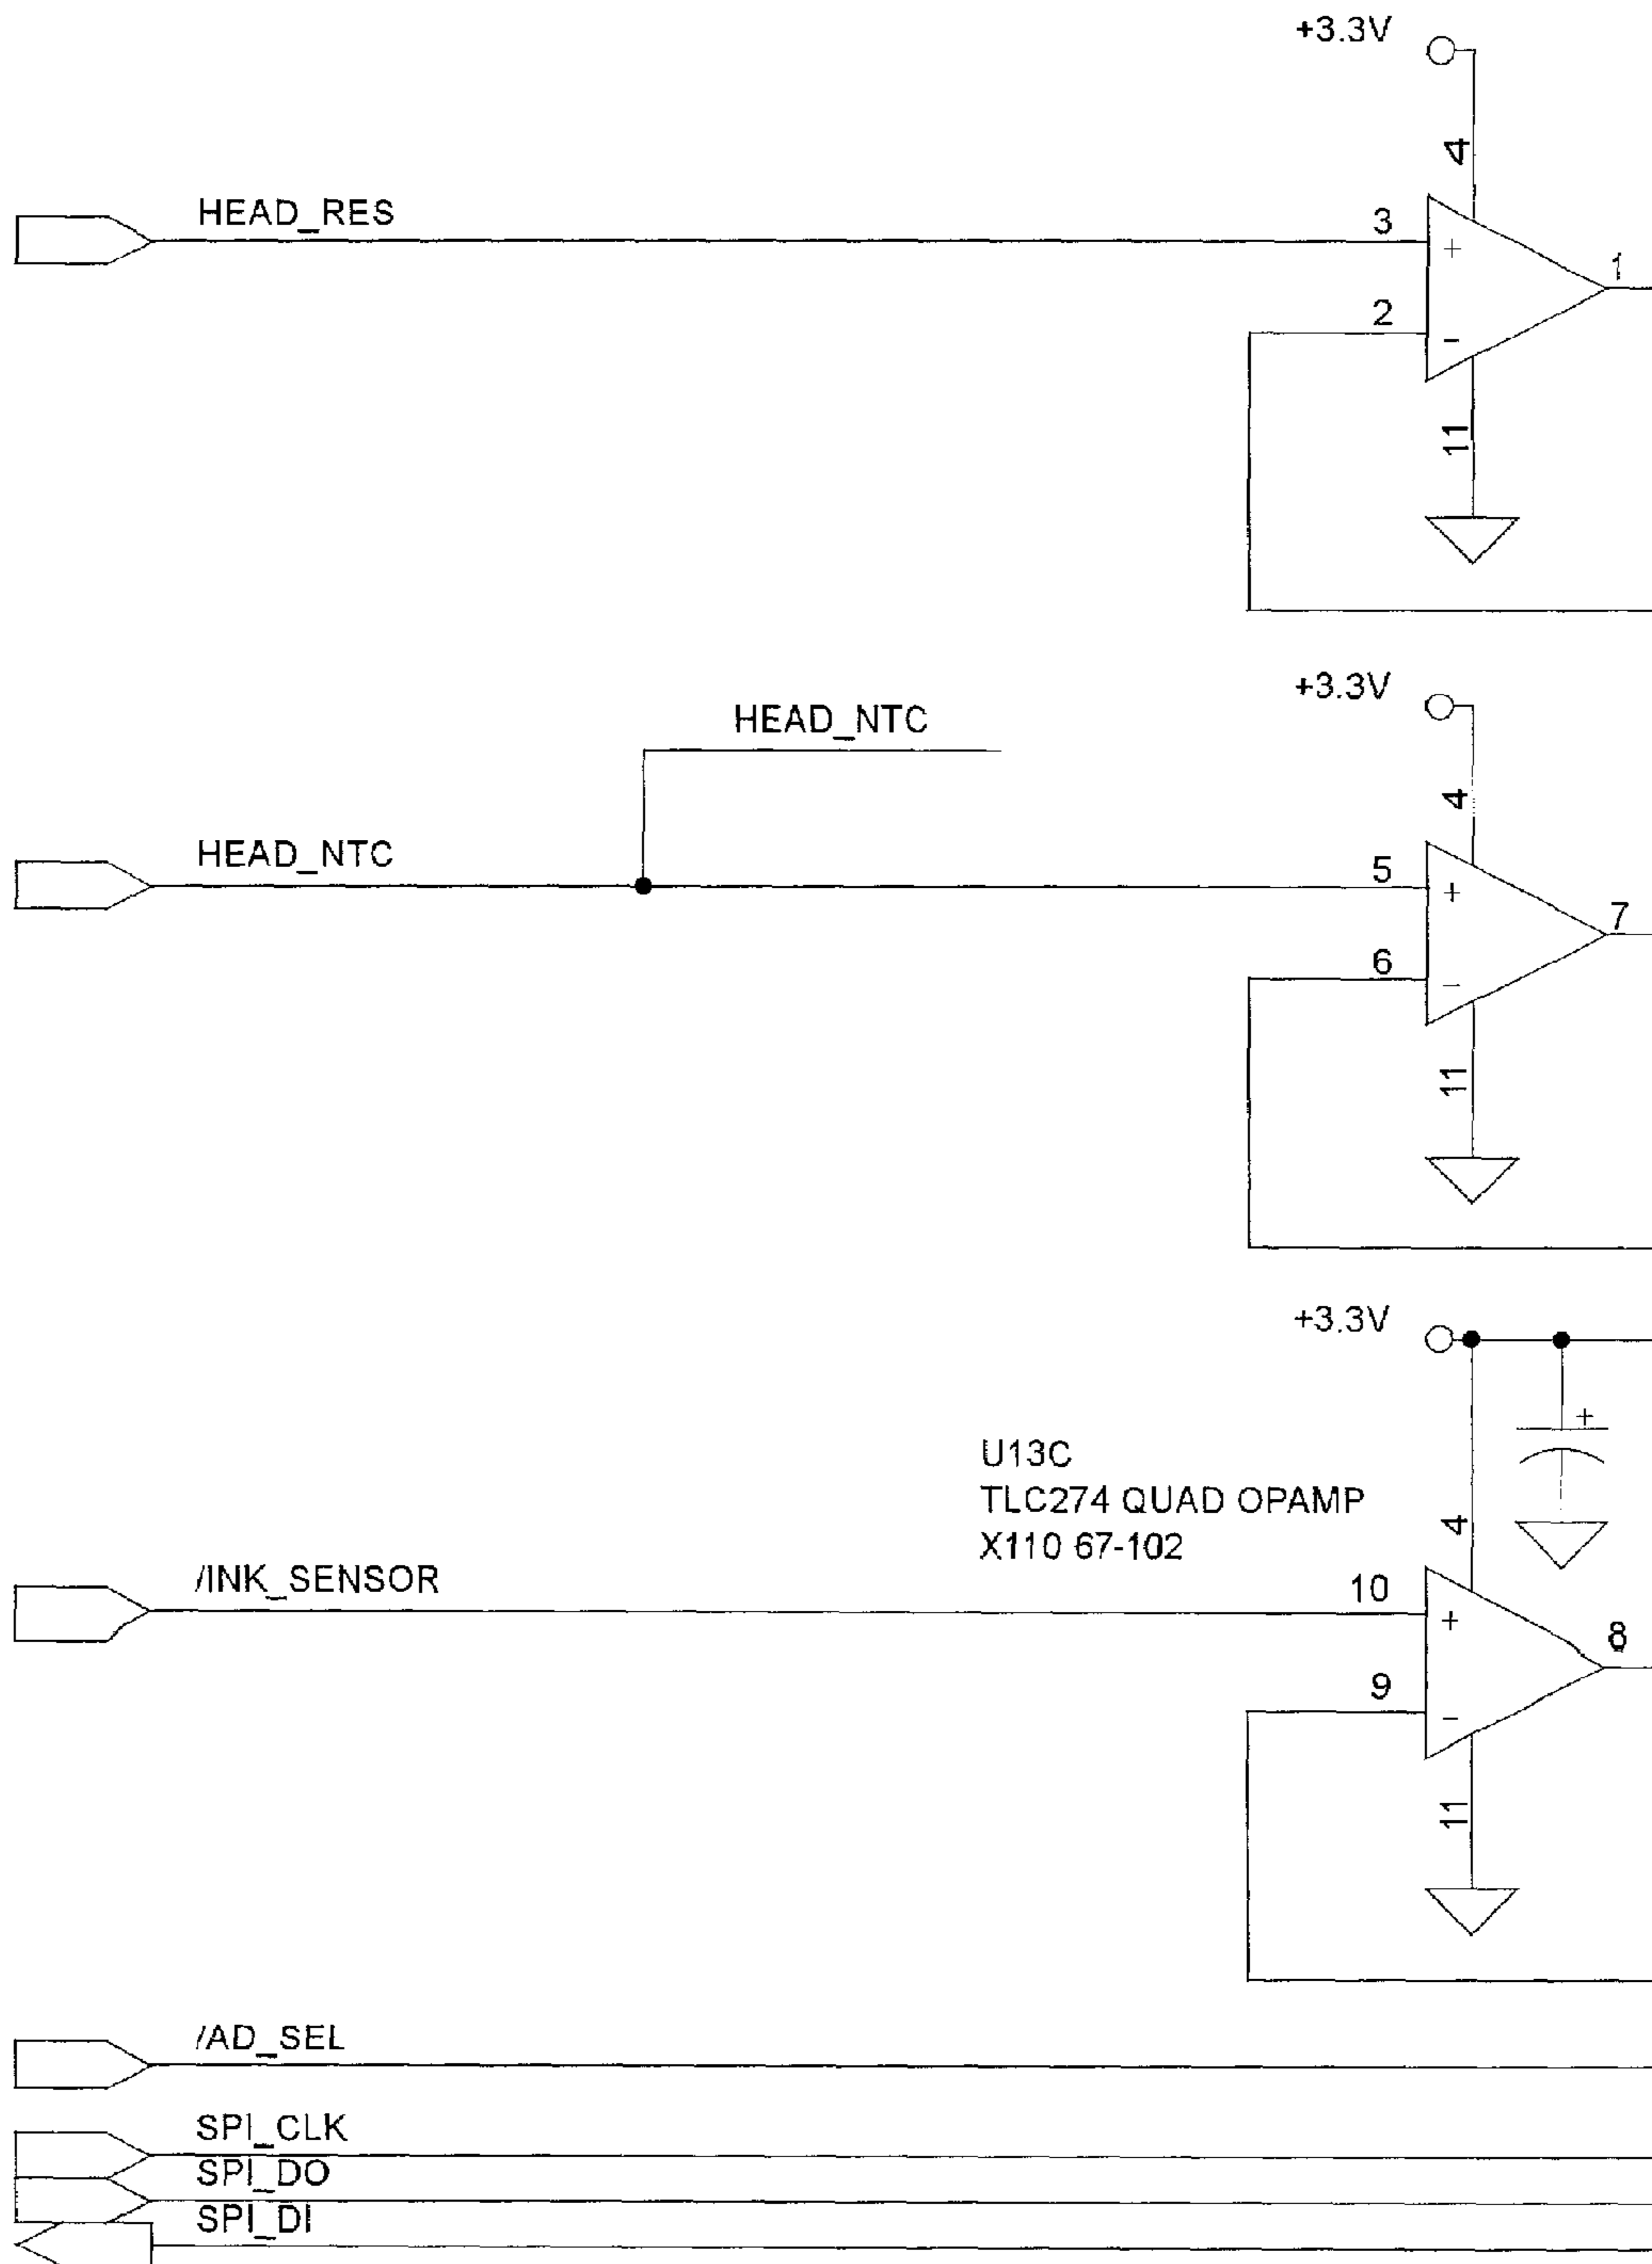 +3.3V
4
HEAD_RES
3
+
1
2
-
11
+3.3V
HEAD_NTC
4
HEAD_NTC
5
+
7
6
-
11
+3.3V
+
U13C
TLC274 QUAD OPAMP
4
X110 67-102
/INK_SENSOR
10
+
8
9
-
11
/AD_SEL
SPI_CLK
SPI_DO
SPI_DI